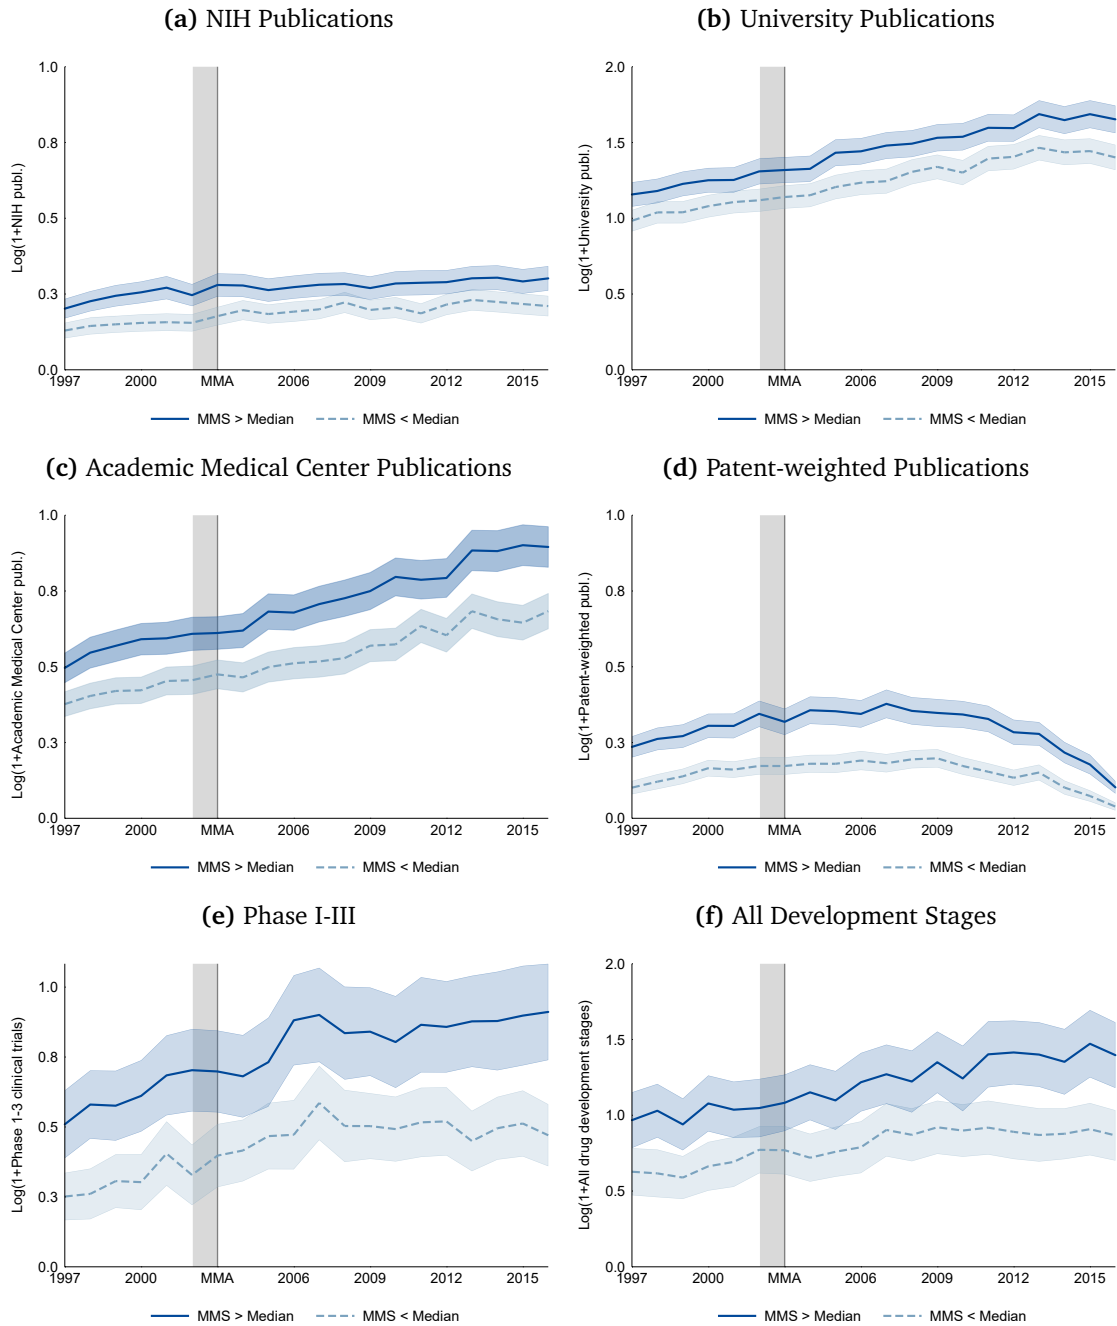 (a) NIH Publications
Log(1+NIH publ.)
1.0
0.8
0.5
0.3
0.0
1997 2000 MMA 2006 2009 2012 2015
MMS > Median MMS < Median
(b) University Publications
Log(1+University publ.)
2.0
1.5
1.0
0.5
0.0
1997 2000 MMA 2006 2009 2012 2015
MMS > Median MMS < Median
(c) Academic Medical Center Publications
Log(1+Academic Medical Center publ.)
1.0
0.8
0.5
0.3
0.0
1997 2000 MMA 2006 2009 2012 2015
MMS > Median MMS < Median
(d) Patent-weighted Publications
Log(1+Patent-weighted publ.)
1.0
0.8
0.5
0.3
0.0
1997 2000 MMA 2006 2009 2012 2015
MMS > Median MMS < Median
(e) Phase I-III
Log(1+Phase 1-3 clinical trials)
1.0
0.8
0.5
0.3
0.0
1997 2000 MMA 2006 2009 2012 2015
MMS > Median MMS < Median
(f) All Development Stages
Log(1+All drug development stages)
2.0
1.5
1.0
0.5
0.0
1997 2000 MMA 2006 2009 2012 2015
MMS > Median MMS < Median